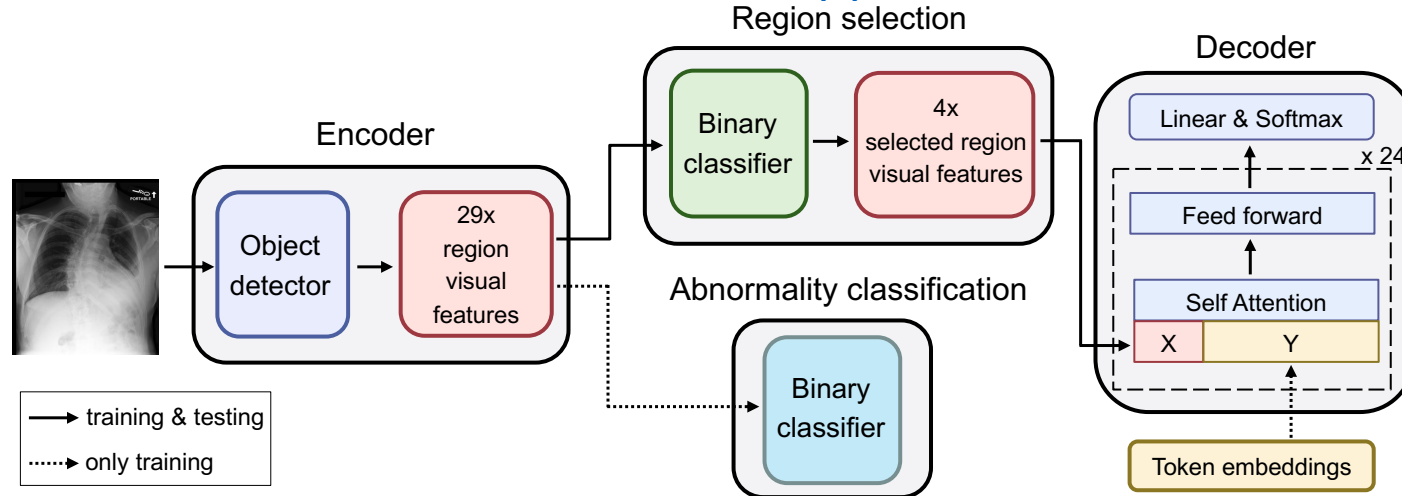 Region selection
Decoder
Encoder
Binary
classifier
4x
selected region
visual features
Linear & Softmax
x 24
PORTABLE
Object
detector
29x
region
visual
features
Feed forward
Abnormality classification
Self Attention
X
Y
Binary
classifier
training & testing
only training
Token embeddings